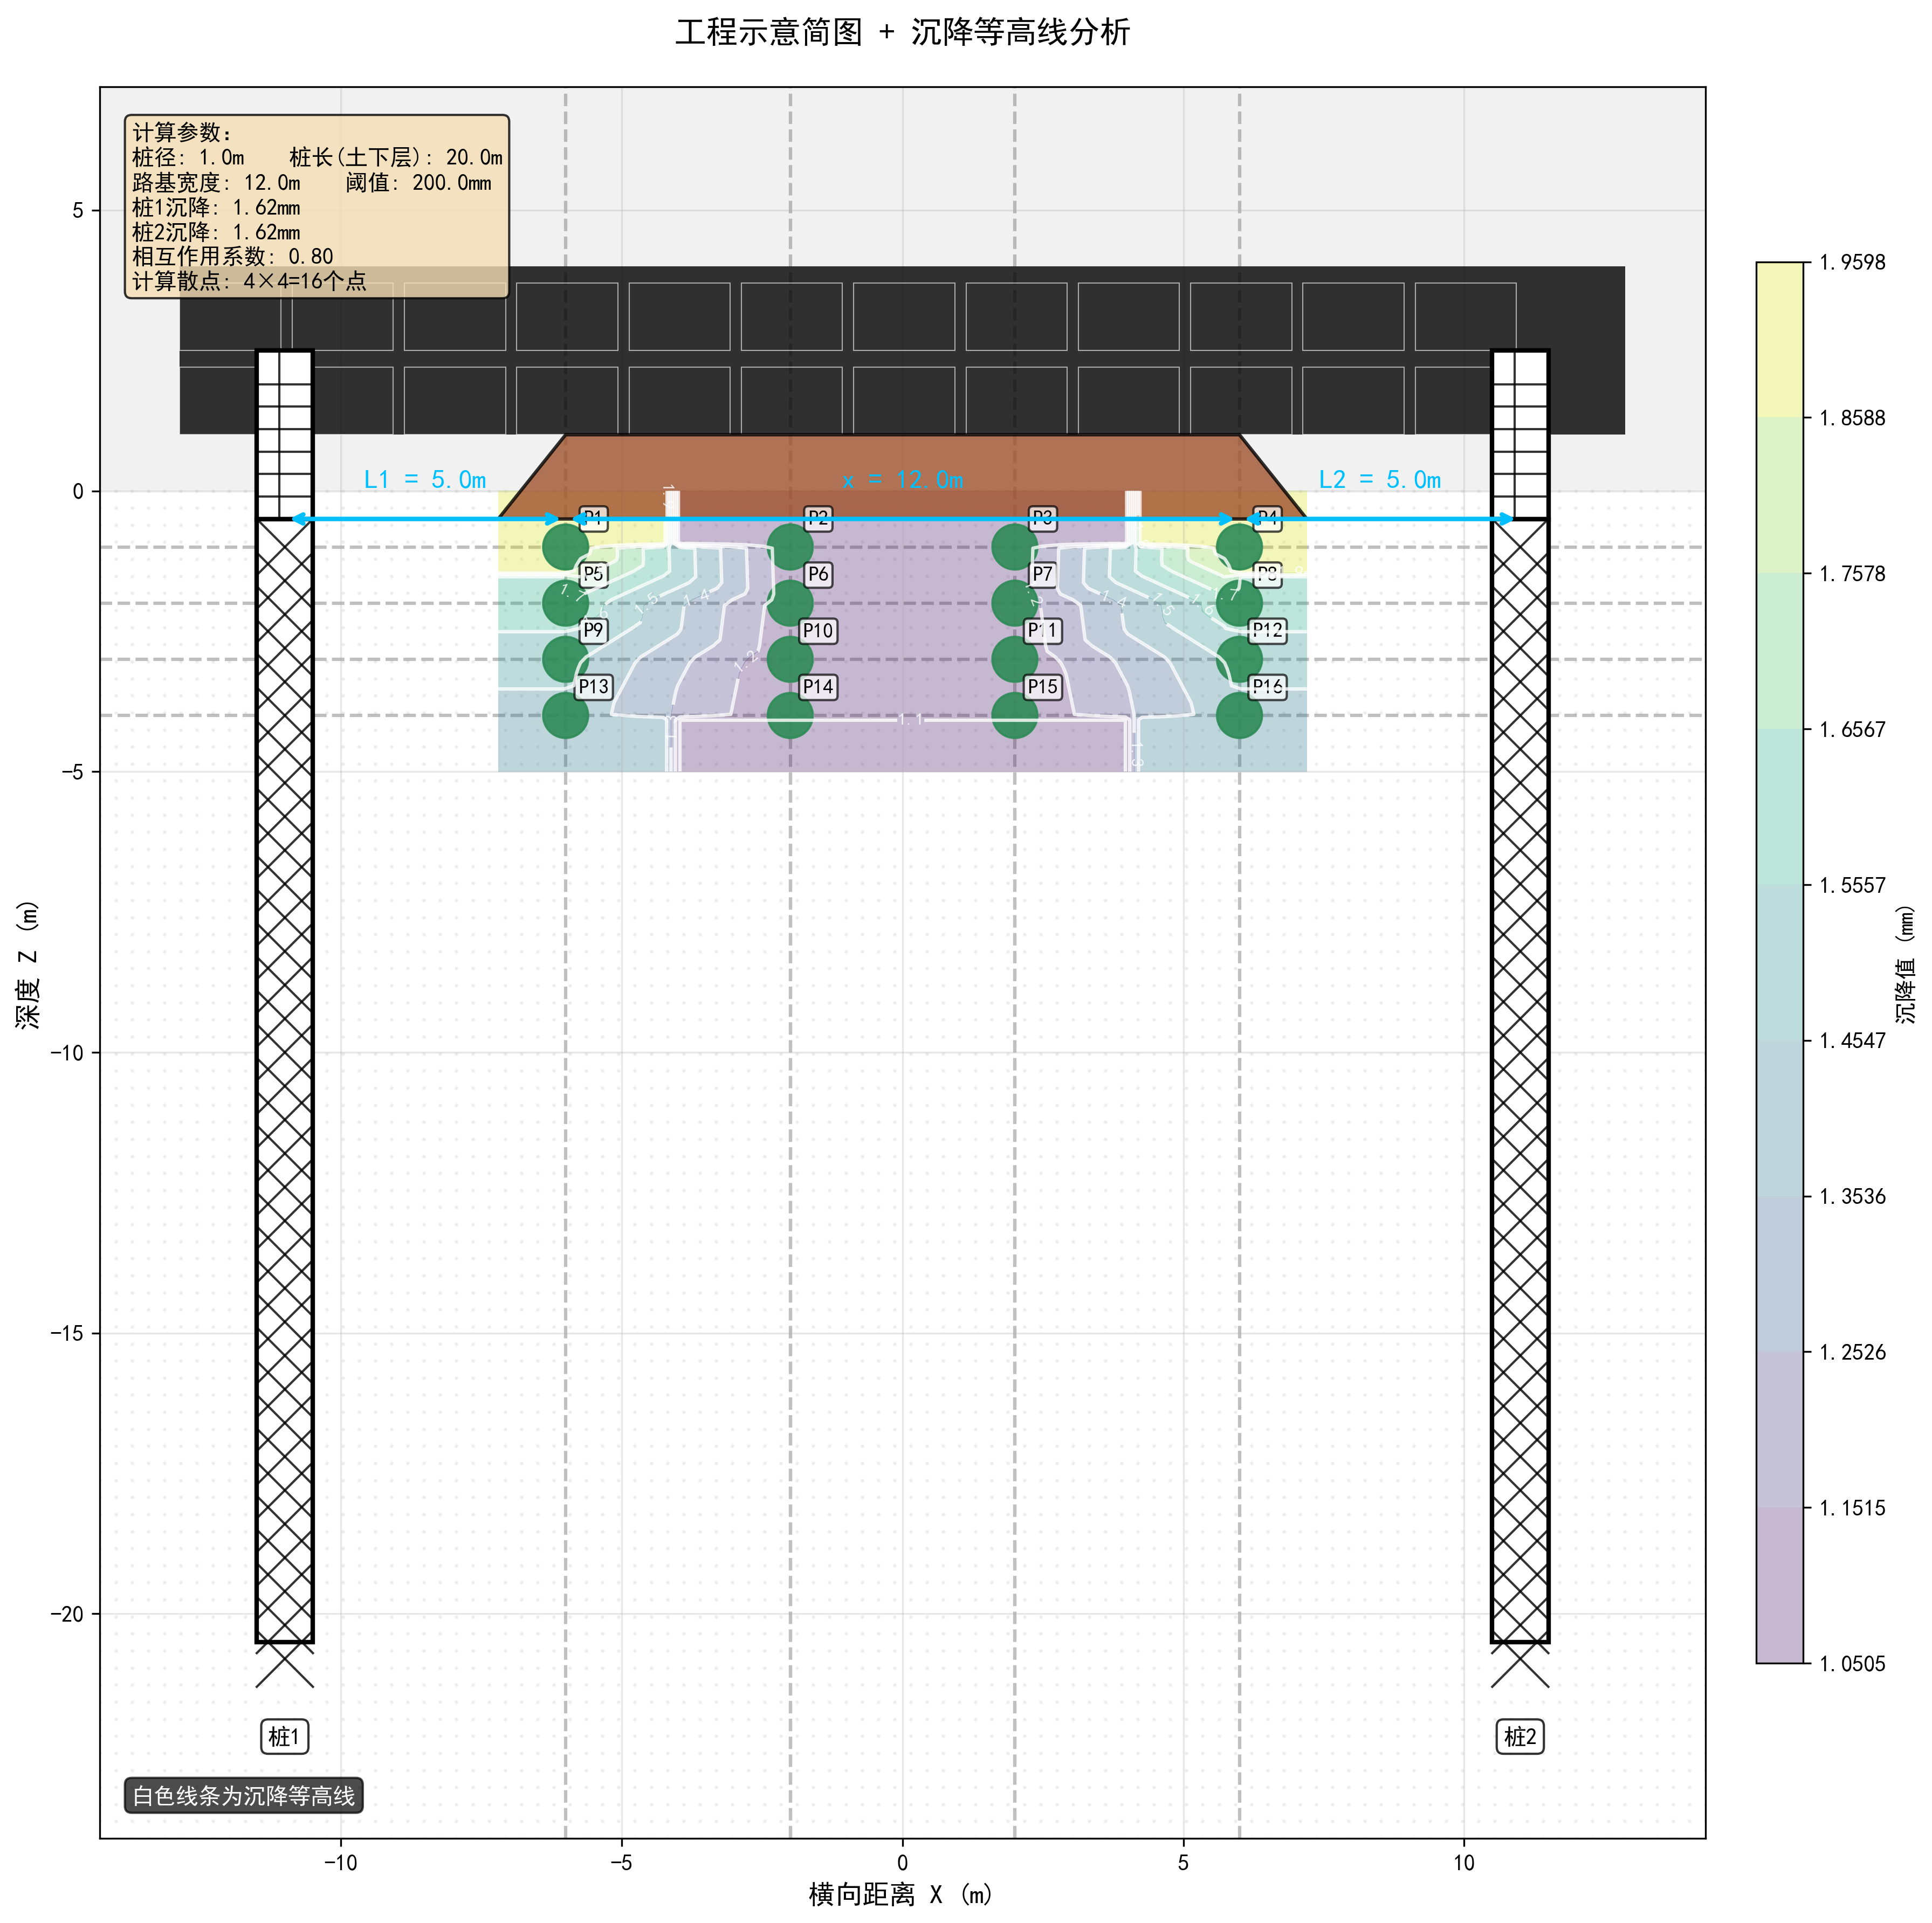 工程示意简图 + 沉降等高线分析
计算参数:
桩径: 1.0m 桩长(土下层): 20.0m
路基宽度: 12.0m 阈值: 200.0mm
桩1沉降: 1.62mm
桩2沉降: 1.62mm
相互作用系数: 0.80
计算散点: 4×4=16个点
L1 = 5.0m
x = 12.0m
L2 = 5.0m
P1
P2
P3
P4
P5
P6
P7
P8
P9
P10
P11
P12
P13
P14
P15
P16
1.7
1.5
1.4
1.2
1.1
1.4
1.5
1.6
1.7
桩1
桩2
白色线条为沉降等高线
5
0
−5
−10
−15
−20
深度 Z (m)
−10
−5
0
5
10
横向距离 X (m)
1.9598
1.8588
1.7578
1.6567
1.5557
1.4547
1.3536
1.2526
1.1515
1.0505
沉降值 (mm)